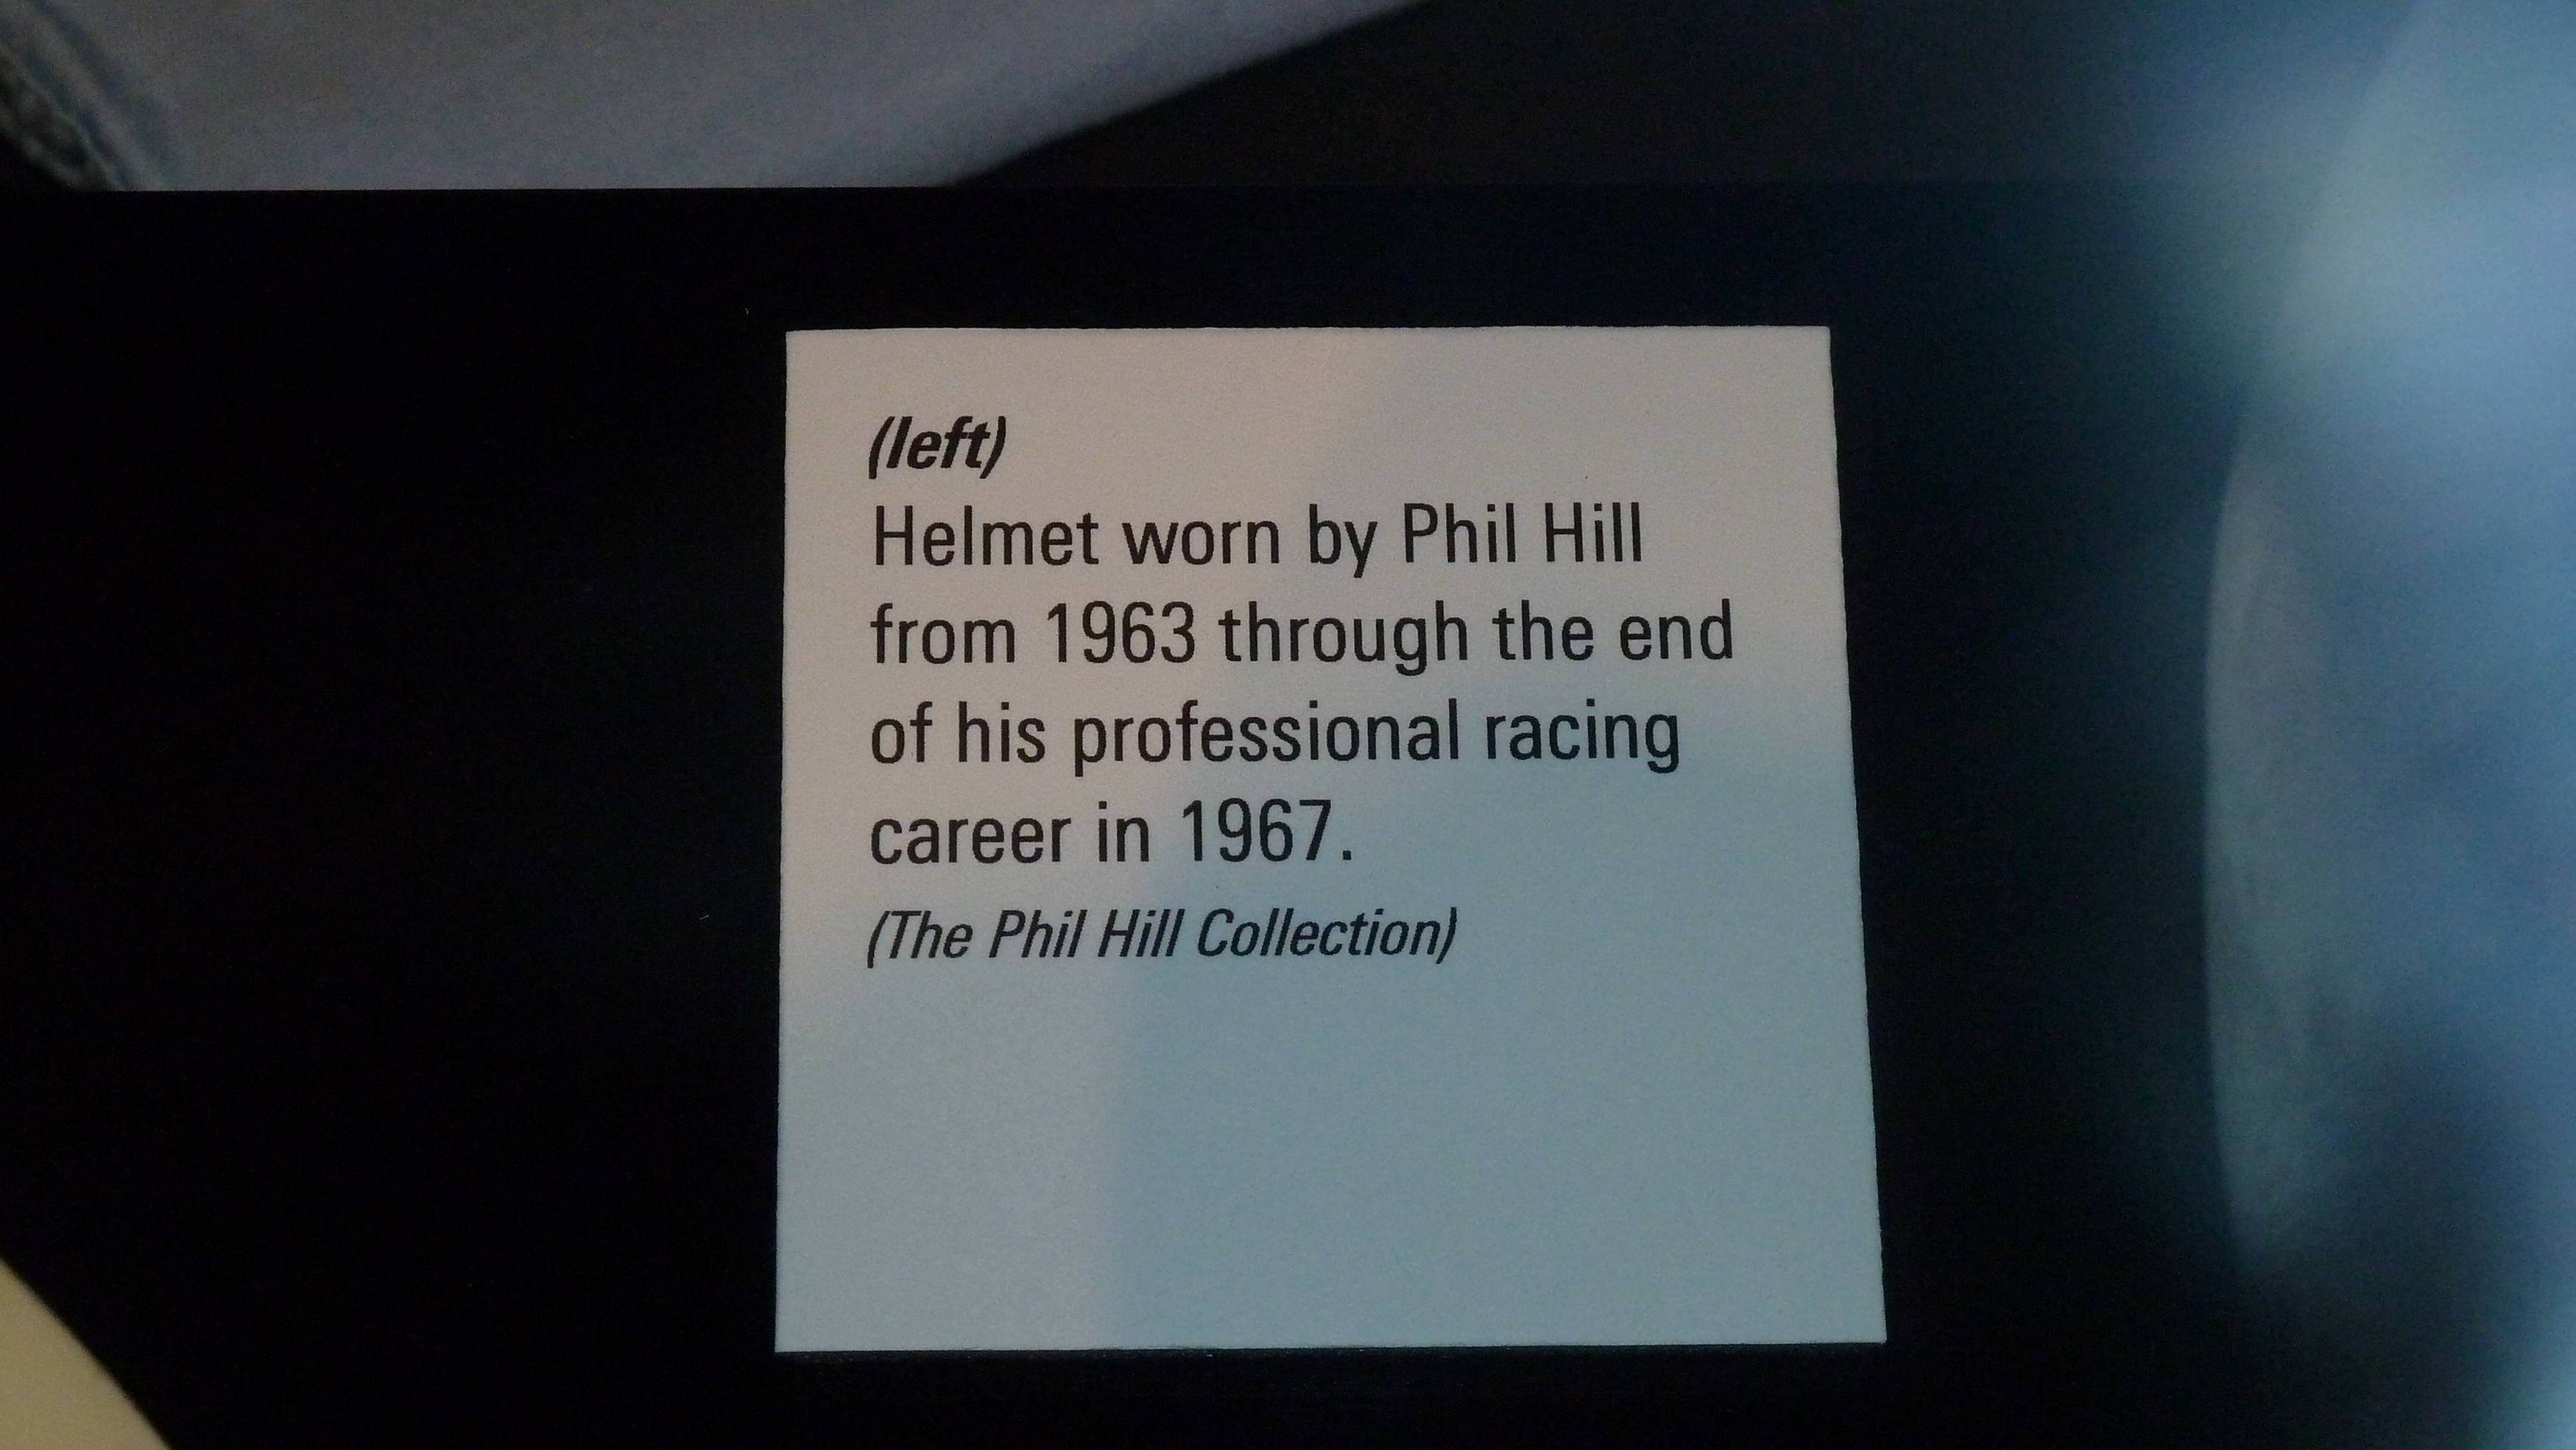 (left)
Helmet worn by Phil Hill
from 1963 through the end
of his professional racing
career in 1967.
(The Phil Hill Collection)